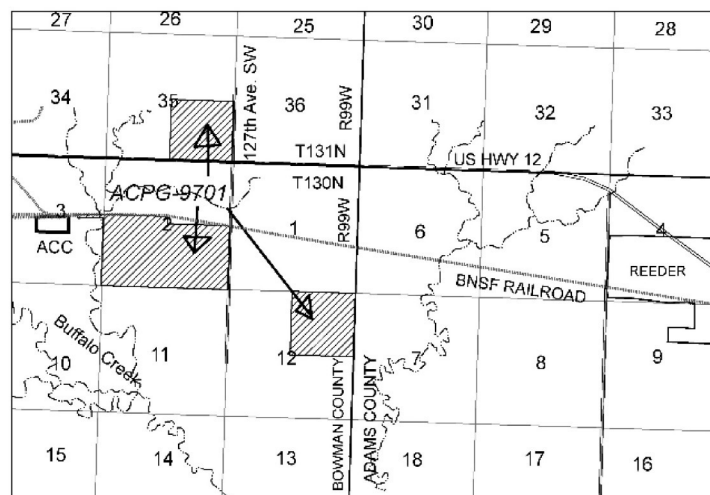 27
26
25
30
29
28
34
35
127th Ave. SW
36
R99W
31
32
33
T131N
US HWY 12
ACPG-9701
T130N
3
2
1
R99W
6
5
4
ACC
BNSF RAILROAD
REEDER
Buffalo Creek
10
11
12
7
8
9
BOWMAN COUNTY
ADAMS COUNTY
15
14
13
18
17
16